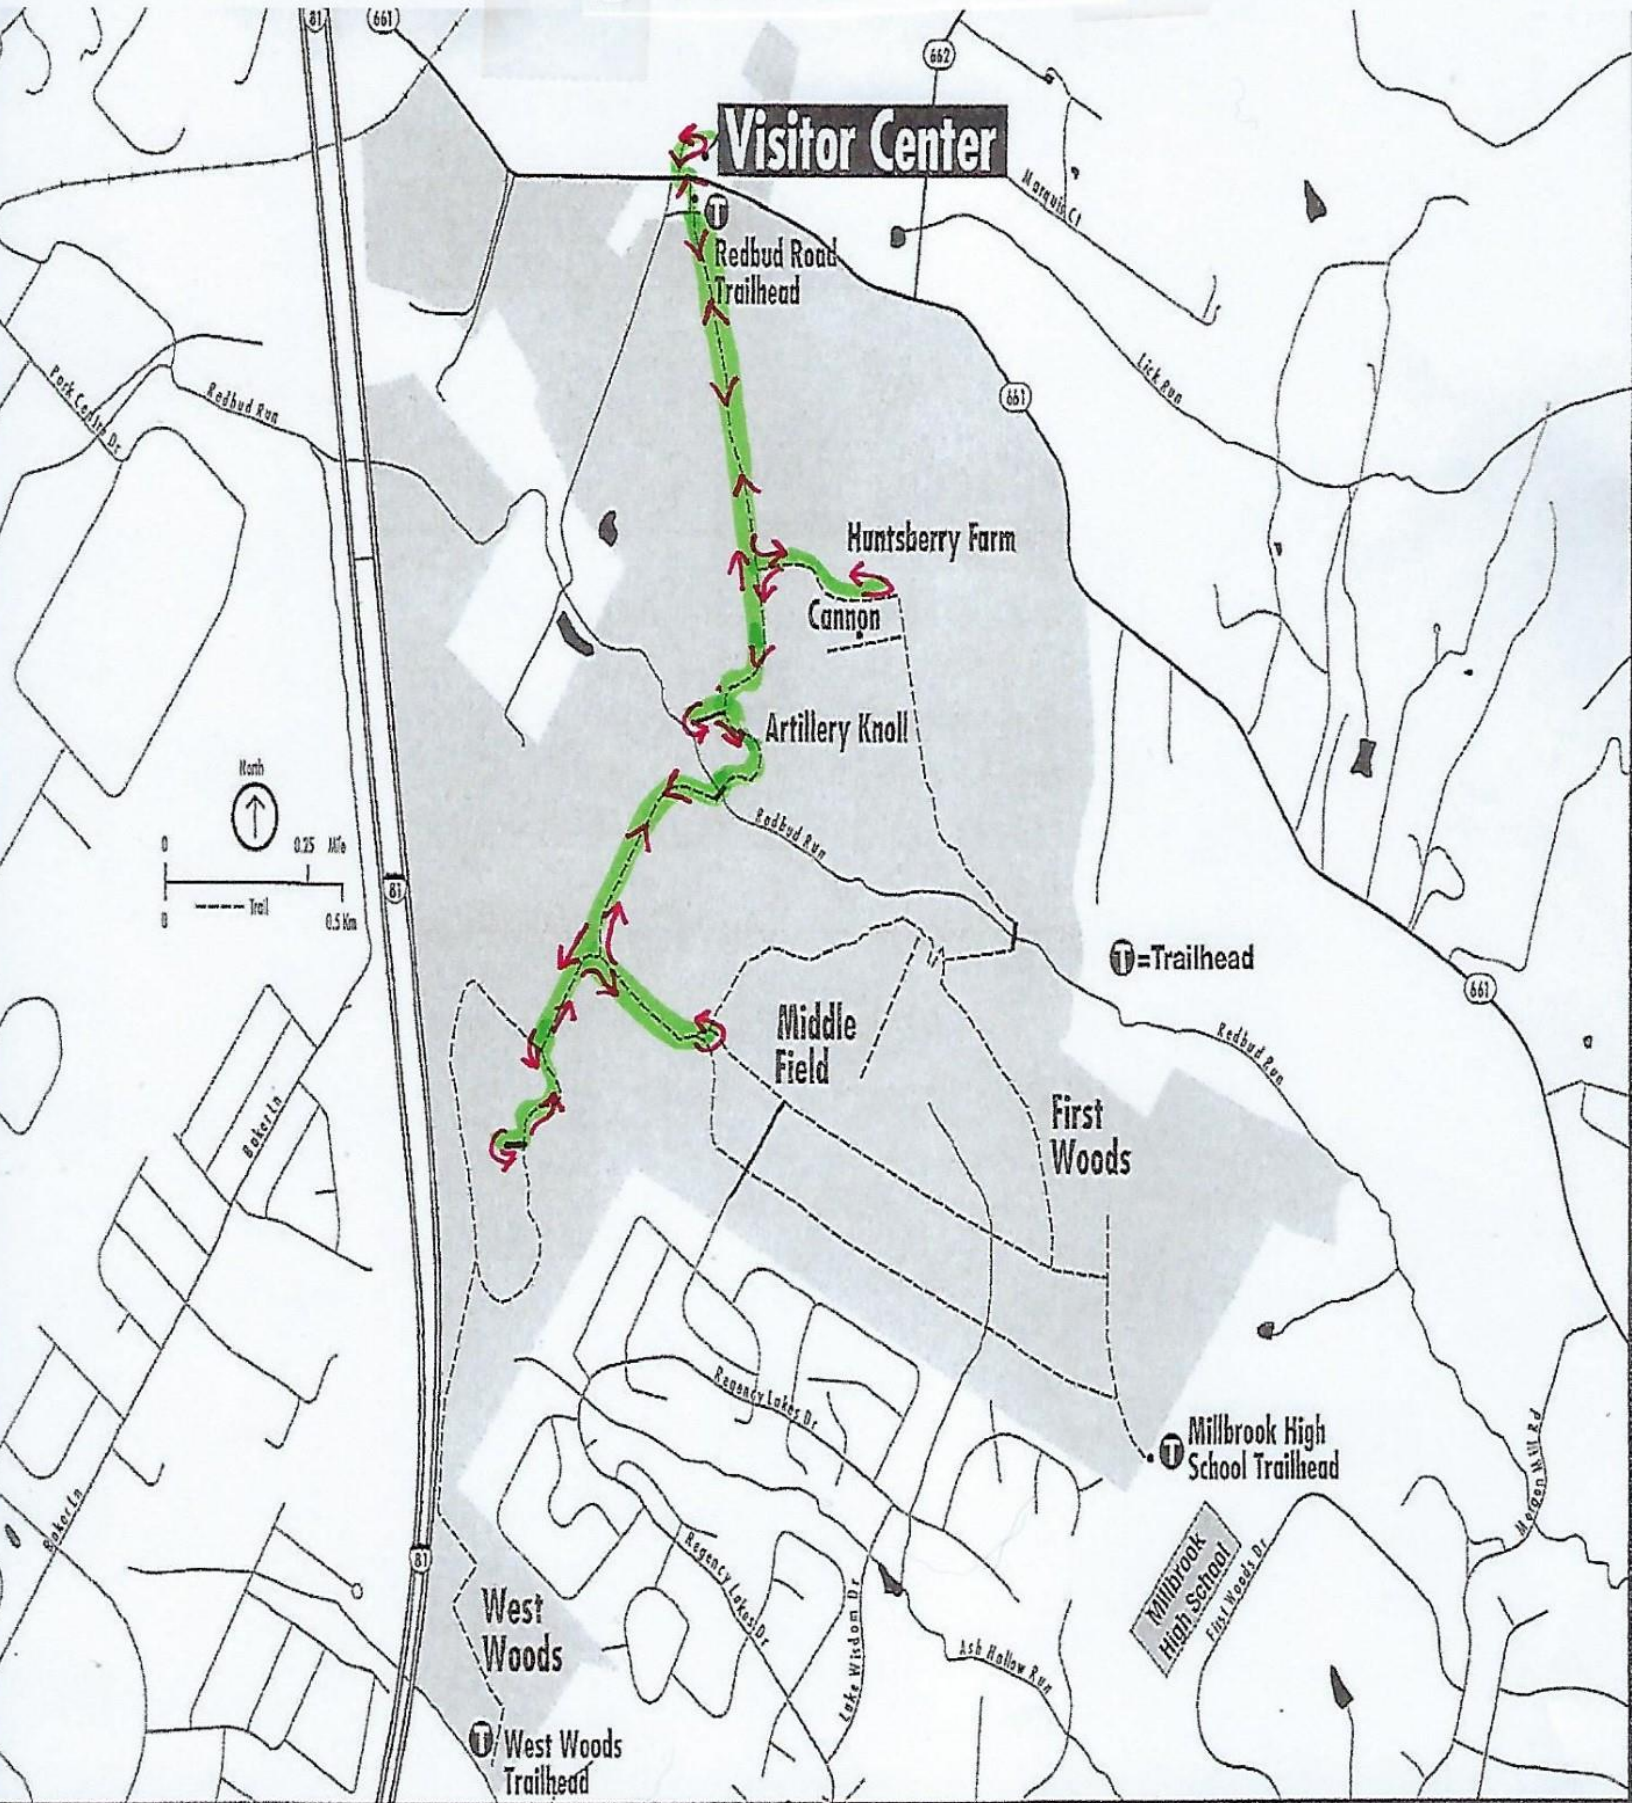 81
661
662
Visitor Center
Marquis Ct
T
Redbud Road
Trailhead
Lick Run
661
Park Centre Dr
Redbud Run
Huntsberry Farm
Cannon
Artillery Knoll
North
0 0.25 Mile
Trail
0 0.5 Km
81
Redbud Run
T=Trailhead
661
Middle
Field
Redbud Run
First
Woods
Baker Ln
Regency Lakes Dr
T
Millbrook High
School Trailhead
Morgan Mill Rd
Baker Ln
81
Regency Lakes Dr
Millbrook
High School
First Woods Dr
West
Woods
Lake Wisdom Dr
Ash Hollow Run
T
West Woods
Trailhead